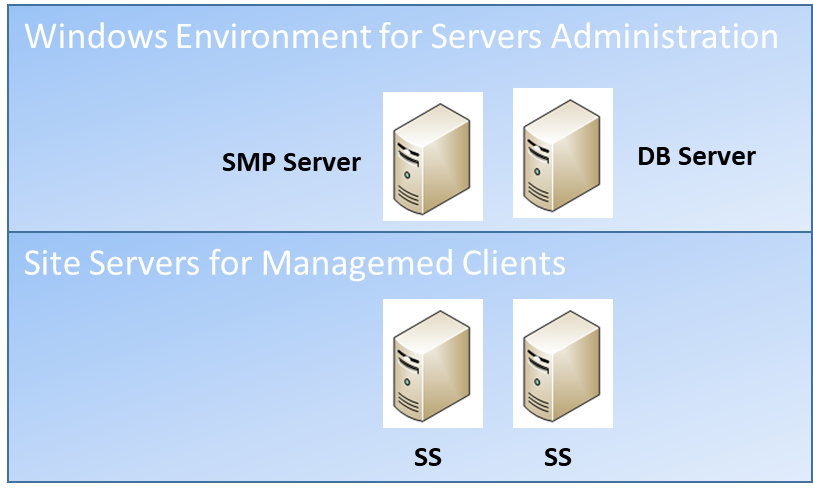 Windows Environment for Servers Administration
SMP Server
DB Server
Site Servers for Managemed Clients
SS
SS